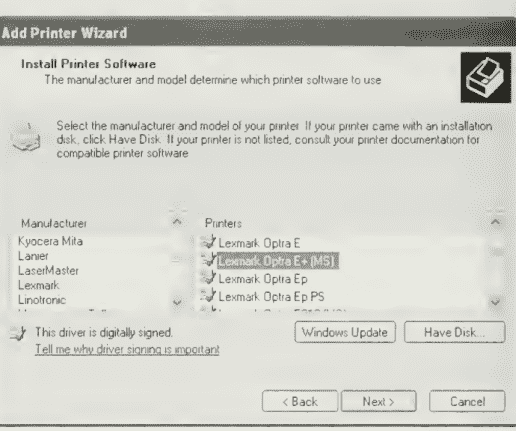 Add Printer Wizard
Install Printer Software
The manufacturer and model determine which printer software to use
Select the manufacturer and model of your printer. If your printer came with an installation
disk, click Have Disk. If your printer is not listed, consult your printer documentation for
compatible printer software
Manufacturer
Printers
Kyocera Mita
Lanier
LaserMaster
Lexmark
Linotronic
Lexmark Optra E
Lexmark Optra E+ (MS)
Lexmark Optra Ep
Lexmark Optra Ep PS
This driver is digitally signed.
Tell me why driver signing is important
Windows Update
Have Disk...
< Back
Next >
Cancel